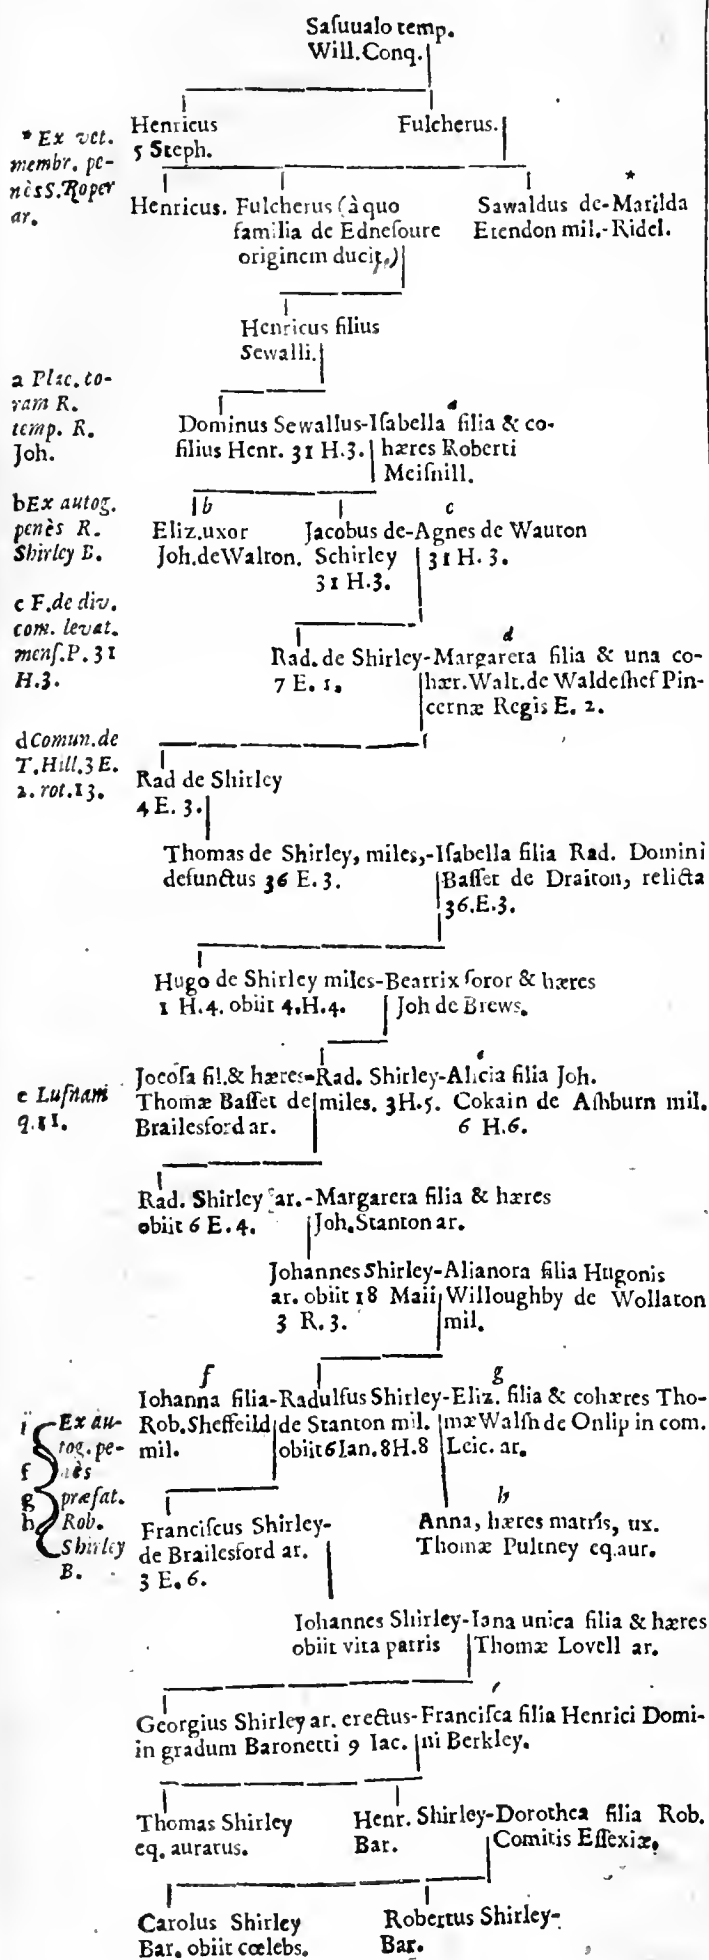 Saſuualo temp.
Will. Conq.
Henricus
5 Steph.
Fulcherus.
* Ex vet.
membr. pe-
nès S. Roper
ar.
Henricus.
Fulcherus (à quo
familia de Edneſoure
originem ducit,)
*
Sawaldus de-Matilda
Etendon mil.-Ridel.
Henricus filius
Sewalli.
a Plac. co-
ram R.
temp. R.
Joh.
a
Dominus Sewallus-Iſabella filia & co-
filius Henr. 31 H. 3. hæres Roberti
Meiſnill.
b Ex autog.
penès R.
Shirley B.
b
Eliz. uxor
Joh. de Walton.
c
Jacobus de-Agnes de Wauton
Schirley 31 H. 3.
31 H. 3.
c F. de div.
com. levat.
menſ. P. 31
H. 3.
d
Rad. de Shirley-Margareta filia & una co-
7 E. 1. hær. Walt. de Waldeſhef Pin-
cernæ Regis E. 2.
d Comun. de
T. Hill. 3 E.
2. rot. 13.
Rad de Shirley
4 E. 3.
Thomas de Shirley, miles,-Iſabella filia Rad. Domini
defunctus 36 E. 3. Baſſet de Draiton, relicta
36. E. 3.
Hugo de Shirley miles-Beatrix ſoror & hæres
1 H. 4. obiit 4. H. 4. Joh de Brews.
e Luſnam
q. 11.
e
Jocoſa fil. & hæres-Rad. Shirley-Alicia filia Joh.
Thomæ Baſſet de miles. 3 H. 5. Cokain de Aſhburn mil.
Brailesford ar. 6 H. 6.
Rad. Shirley ar.-Margareta filia & hæres
obiit 6 E. 4. Joh. Stanton ar.
Johannes Shirley-Alianora filia Hugonis
ar. obiit 18 Maii Willoughby de Wollaton
3 R. 3. mil.
f g
Iohanna filia-Radulfus Shirley-Eliz. filia & cohæres Tho-
Rob. Sheffeild de Stanton mil. mæ Walſh de Onlip in com.
mil. obiit 6 Ian. 8 H. 8 Leic. ar.
i f g h
Ex au-
tog. pe-
nès
præfat.
Rob.
Shirley
B.
Franciſcus Shirley-
de Brailesford ar.
3 E. 6.
h
Anna, hæres matris, ux.
Thomæ Pultney eq. aur.
Iohannes Shirley-Iana unica filia & hæres
obiit vita patris Thomæ Lovell ar.
i
Georgius Shirley ar. erectus-Franciſca filia Henrici Domi-
in gradum Baronetti 9 Iac. ni Berkley.
Thomas Shirley
eq. auratus.
Henr. Shirley-Dorothea filia Rob.
Bar. Comitis Eſſexiæ.
Carolus Shirley
Bar. obiit cœlebs.
Robertus Shirley-
Bar.